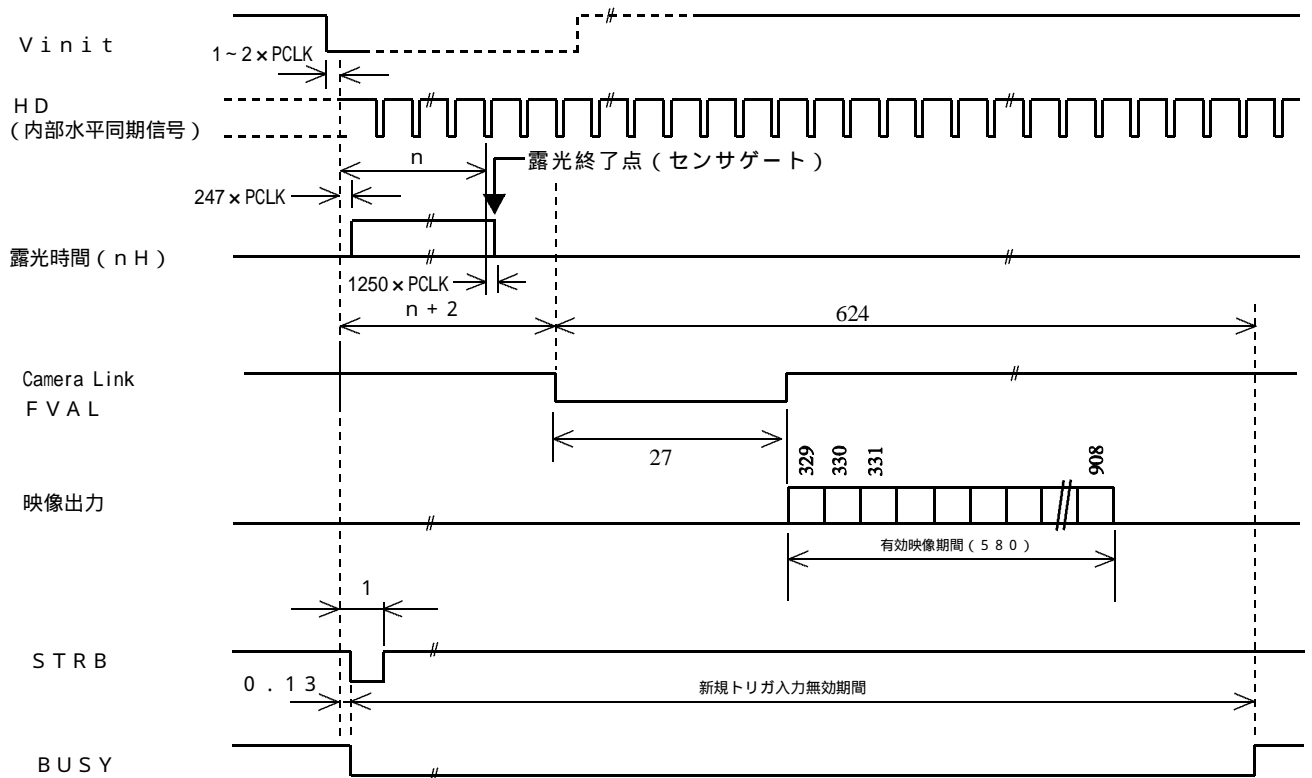 Vinit
1~2×PCLK
HD
(内部水平同期信号)
n
露光終了点(センサゲート)
247×PCLK
露光時間(nH)
1250×PCLK
n+2
624
Camera Link
FVAL
27
329 330 331 908
映像出力
有効映像期間(580)
1
STRB
0.13
新規トリガ入力無効期間
BUSY